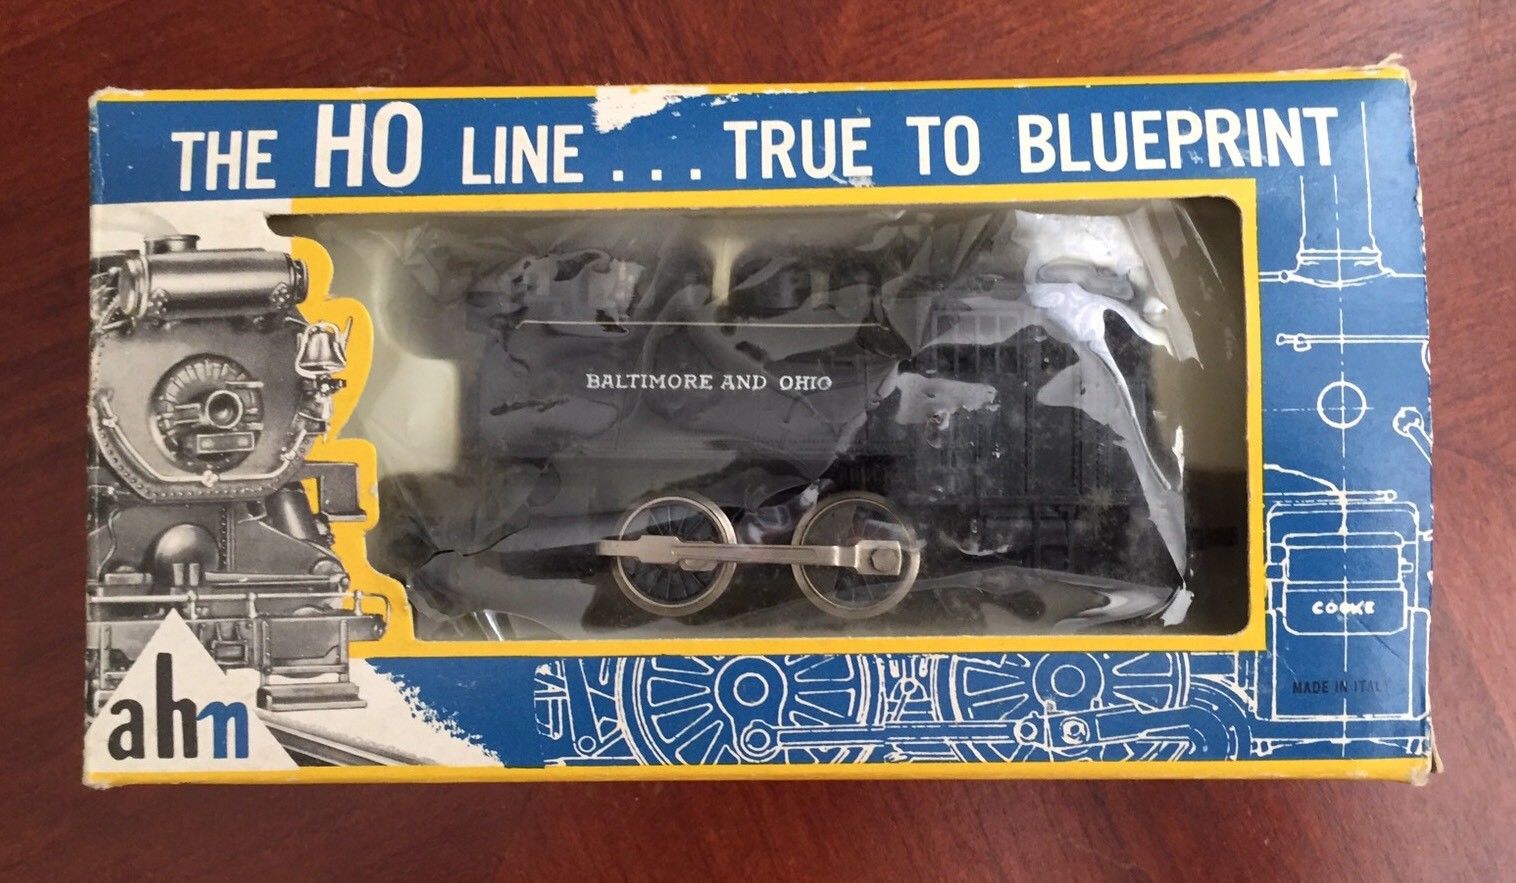 THE HO LINE ... TRUE TO BLUEPRINT
BALTIMORE AND OHIO
COOKE
MADE IN ITALY
ahm